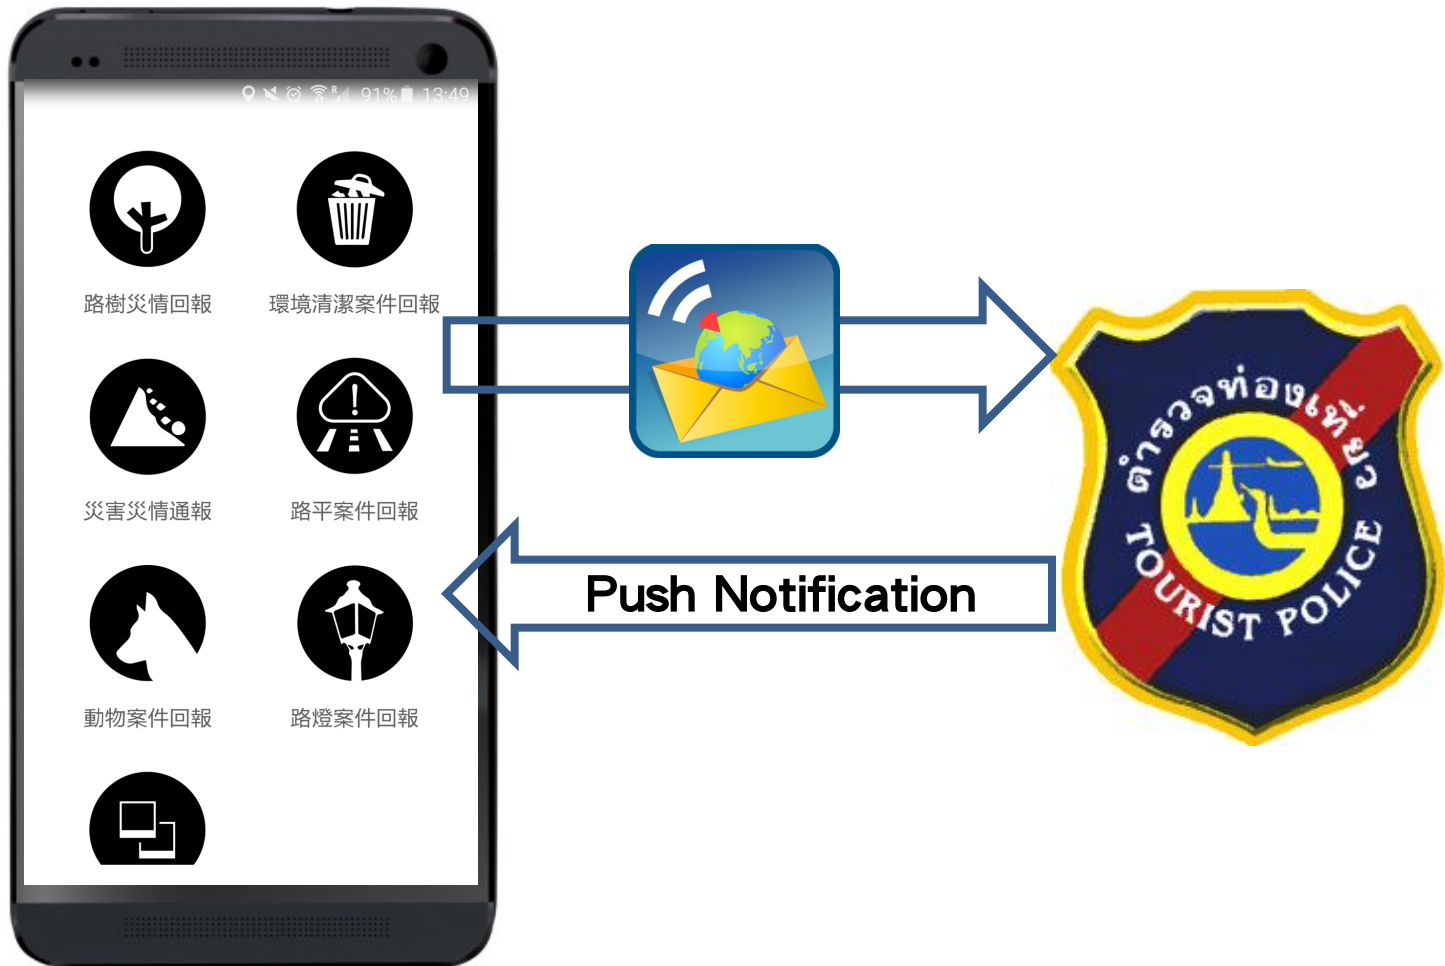 R 91% 13:49
路樹災情回報
環境清潔案件回報
災害災情通報
路平案件回報
動物案件回報
路燈案件回報
Push Notification
ตำรวจท่องเที่ยว
TOURIST POLICE